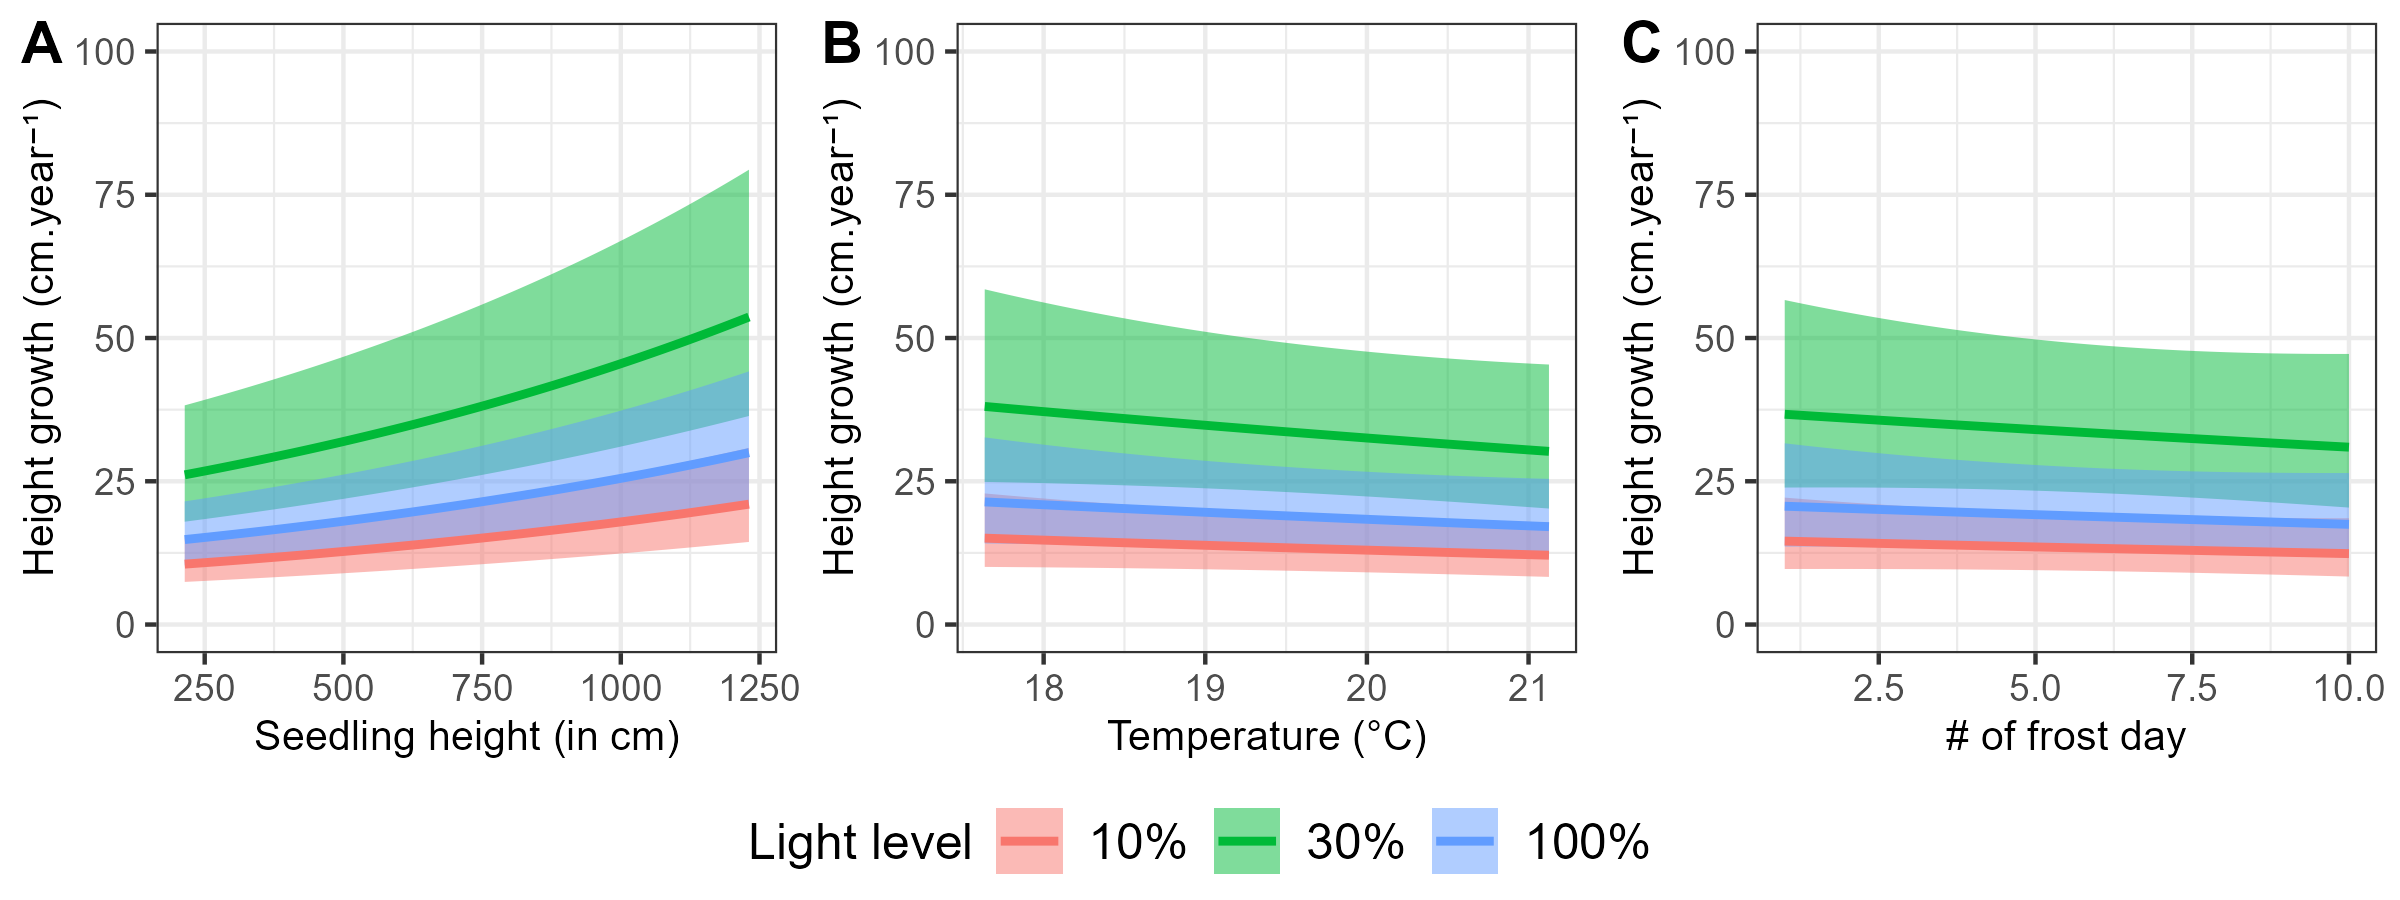 A
Height growth (cm.year⁻¹)
100
75
50
25
0
250 500 750 1000 1250
Seedling height (in cm)
B
Height growth (cm.year⁻¹)
100
75
50
25
0
18 19 20 21
Temperature (°C)
C
Height growth (cm.year⁻¹)
100
75
50
25
0
2.5 5.0 7.5 10.0
# of frost day
Light level 10% 30% 100%